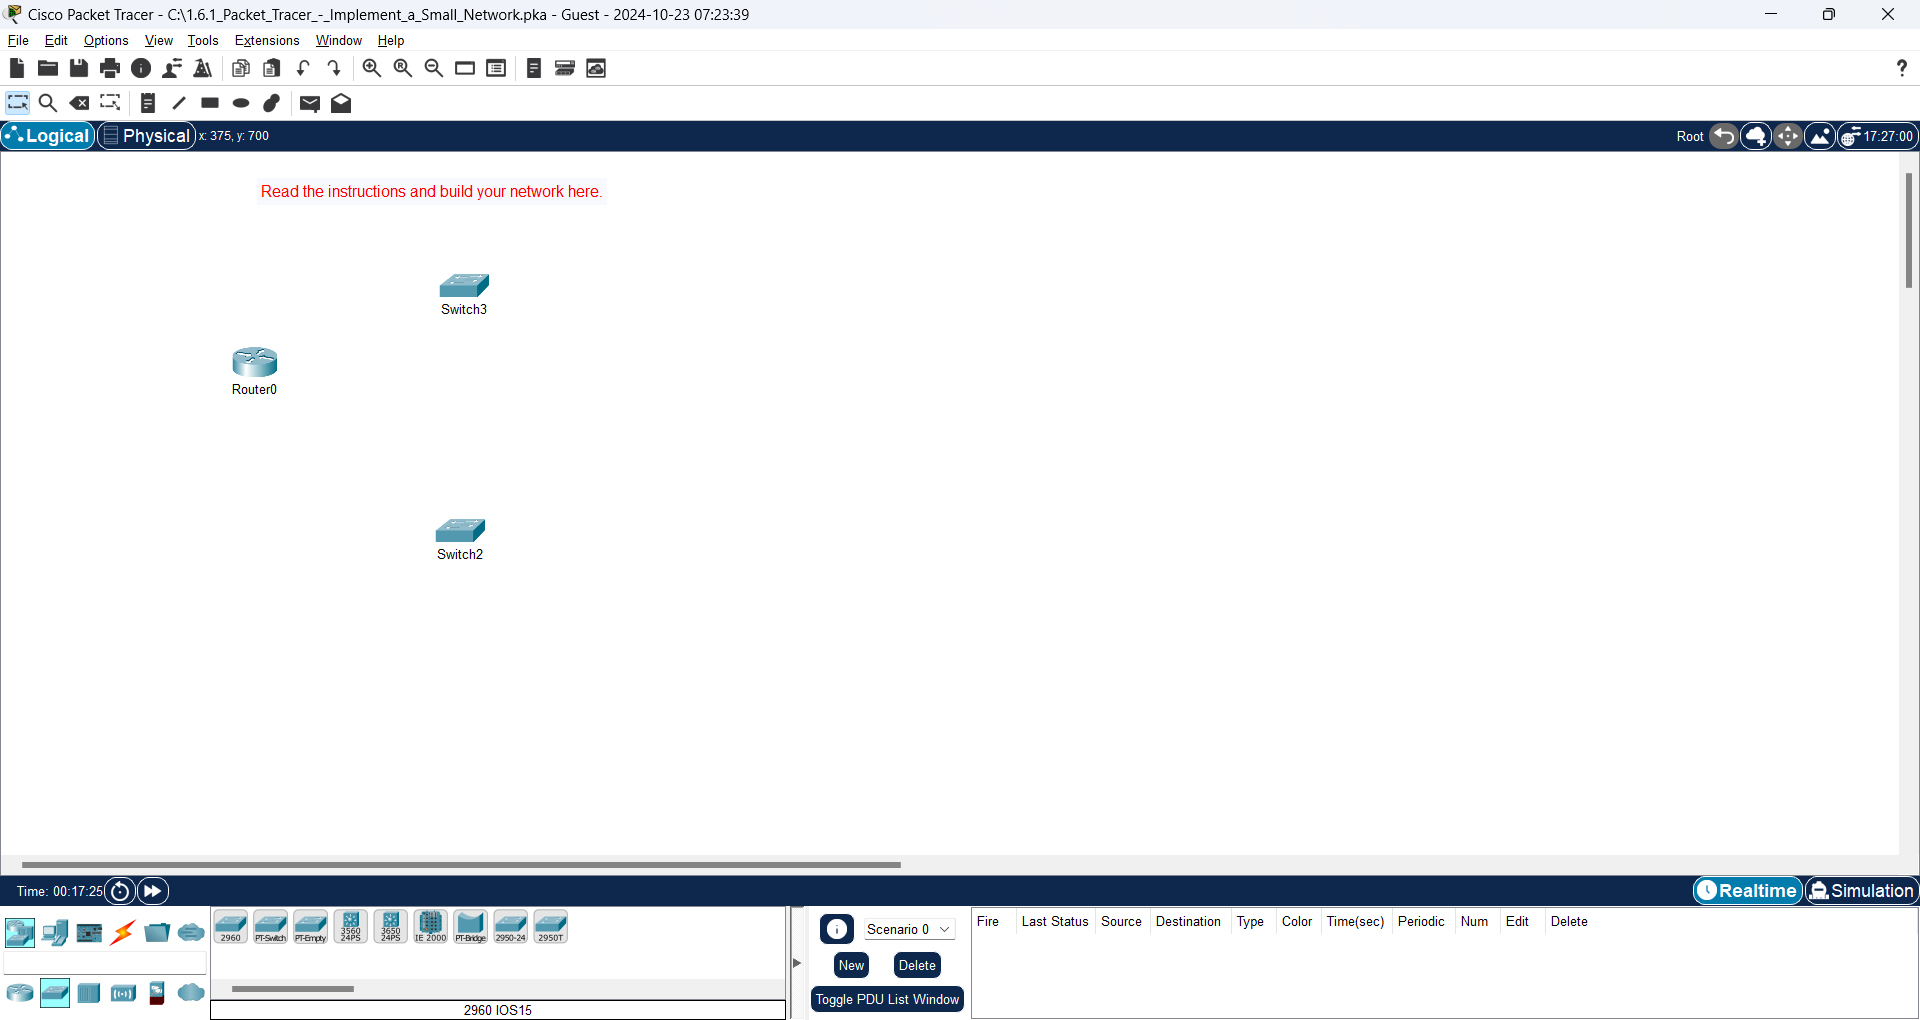 Cisco Packet Tracer - C:\1.6.1_Packet_Tracer_-_Implement_a_Small_Network.pka - Guest - 2024-10-23 07:23:39
File Edit Options View Tools Extensions Window Help
?
Logical Physical x: 375, y: 700 Root 17:27:00
Read the instructions and build your network here.
Switch3
Router0
Switch2
Time: 00:17:25 Realtime Simulation
2960 PT-Switch PT-Empty 3560 24PS 3650 24PS IE 2000 PT-Bridge 2950-24 2950T
Scenario 0
New Delete
Toggle PDU List Window
Fire Last Status Source Destination Type Color Time(sec) Periodic Num Edit Delete
2960 IOS15